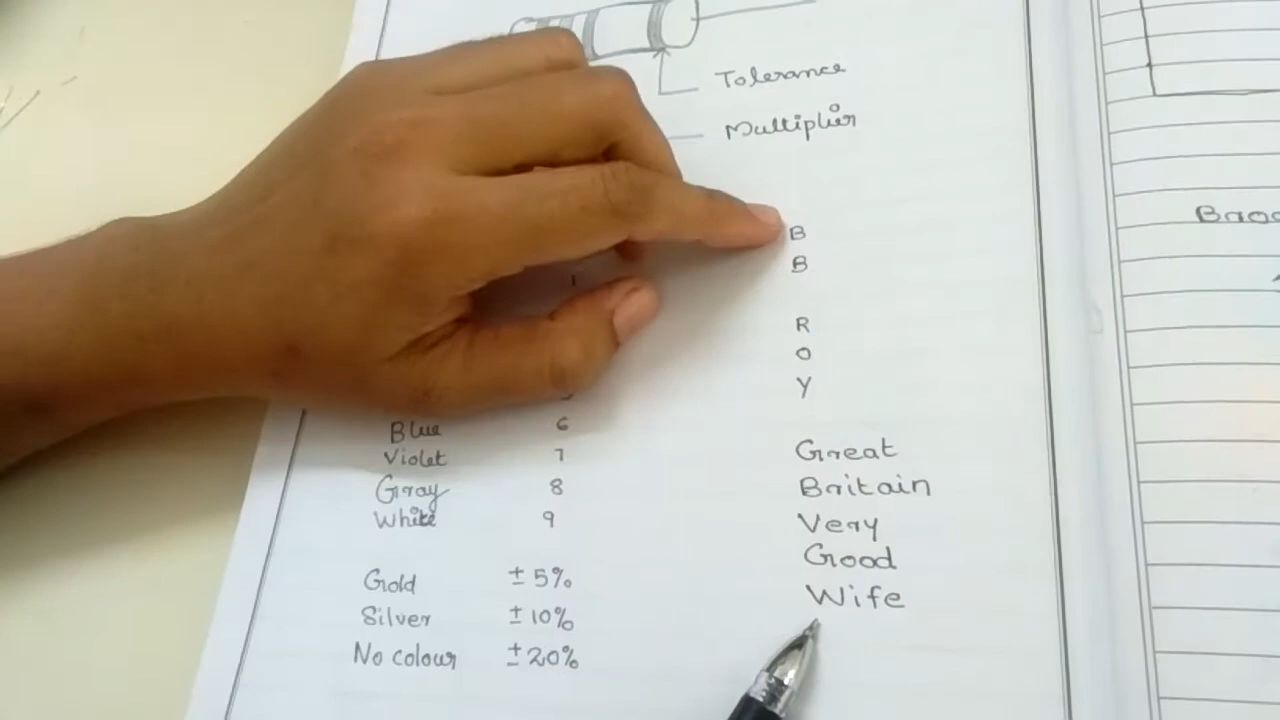 Tolerance
Multiplier
B
B
R
O
Y
Blue 6
Violet 7
Gray 8
White 9
Great
Britain
Very
Good
Wife
Gold ± 5%
Silver ± 10%
No colour ± 20%